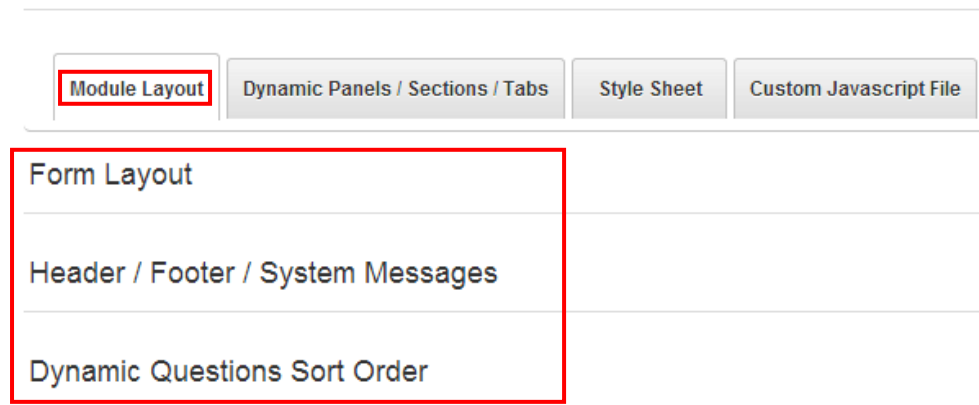 Module Layout
Dynamic Panels / Sections / Tabs
Style Sheet
Custom Javascript File
Form Layout
Header / Footer / System Messages
Dynamic Questions Sort Order